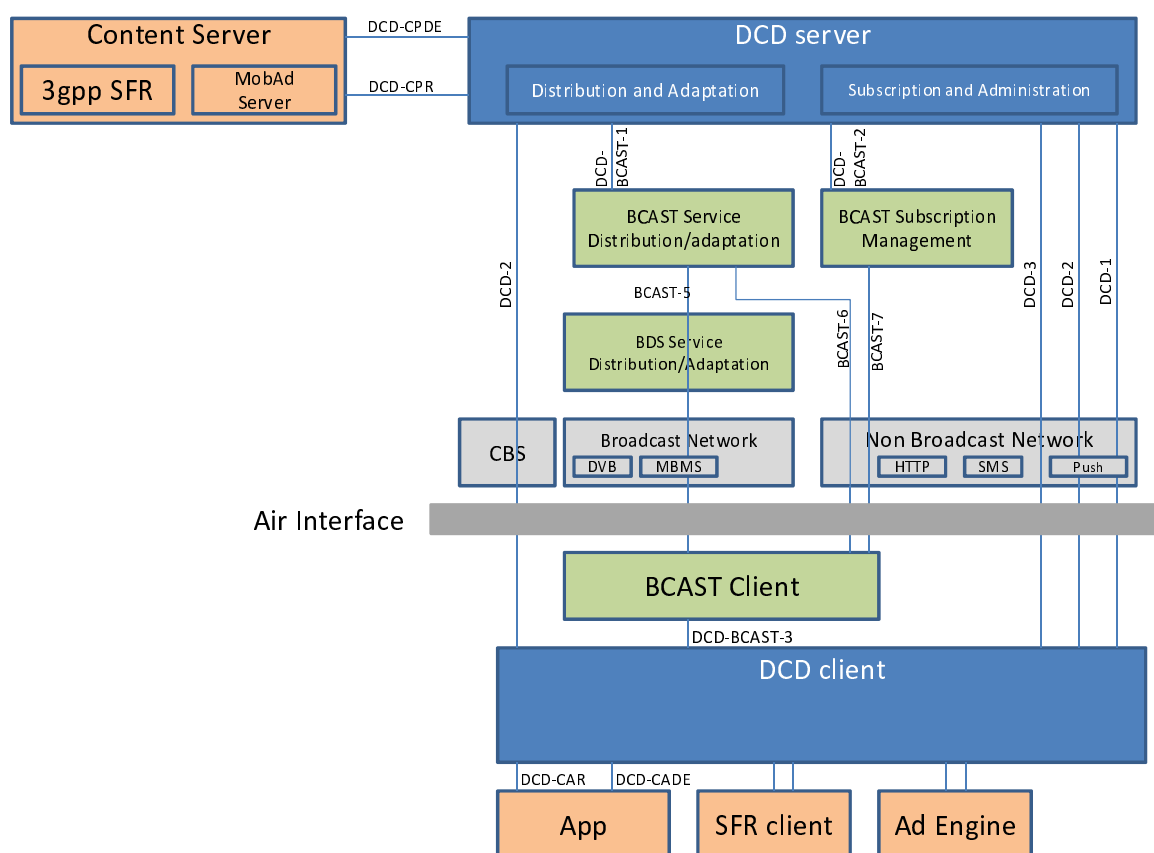 DCD-CPDE
Content Server
DCD server
3gpp SFR
MobAd
Server
DCD-CPR
Distribution and Adaptation
Subscription and Administration
DCD-
BCAST-1
DCD-
BCAST-2
BCAST Service
Distribution/adaptation
BCAST Subscription
Management
DCD-2
DCD-3
DCD-2
DCD-1
BCAST-5
BCAST-6
BCAST-7
BDS Service
Distribution/Adaptation
CBS
Broadcast Network
DVB
MBMS
Non Broadcast Network
HTTP
SMS
Push
Air Interface
BCAST Client
DCD-BCAST-3
DCD client
DCD-CAR
DCD-CADE
App
SFR client
Ad Engine